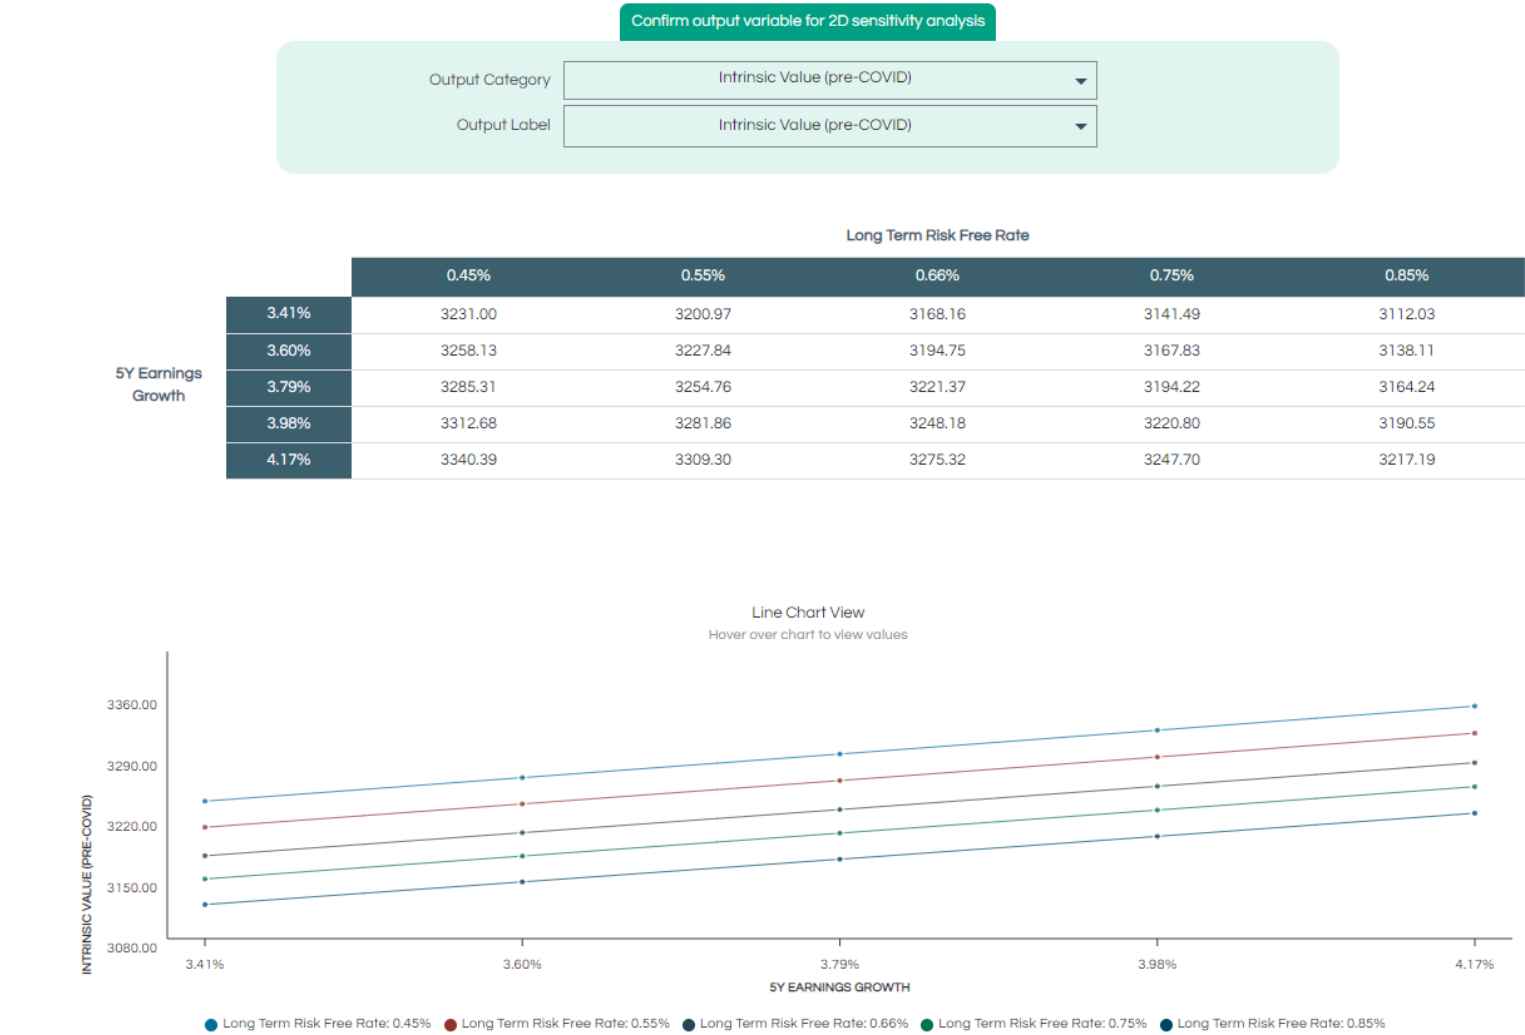 Confirm output variable for 2D sensitivity analysis
Output Category Intrinsic Value (pre-COVID)
Output Label Intrinsic Value (pre-COVID)
Long Term Risk Free Rate
0.45% 0.55% 0.66% 0.75% 0.85%
5Y Earnings
Growth
3.41% 3231.00 3200.97 3168.16 3141.49 3112.03
3.60% 3258.13 3227.84 3194.75 3167.83 3138.11
3.79% 3285.31 3254.76 3221.37 3194.22 3164.24
3.98% 3312.68 3281.86 3248.18 3220.80 3190.55
4.17% 3340.39 3309.30 3275.32 3247.70 3217.19
Line Chart View
Hover over chart to view values
INTRINSIC VALUE (PRE-COVID)
3360.00
3290.00
3220.00
3150.00
3080.00
3.41% 3.60% 3.79% 3.98% 4.17%
5Y EARNINGS GROWTH
Long Term Risk Free Rate: 0.45% Long Term Risk Free Rate: 0.55% Long Term Risk Free Rate: 0.66% Long Term Risk Free Rate: 0.75% Long Term Risk Free Rate: 0.85%